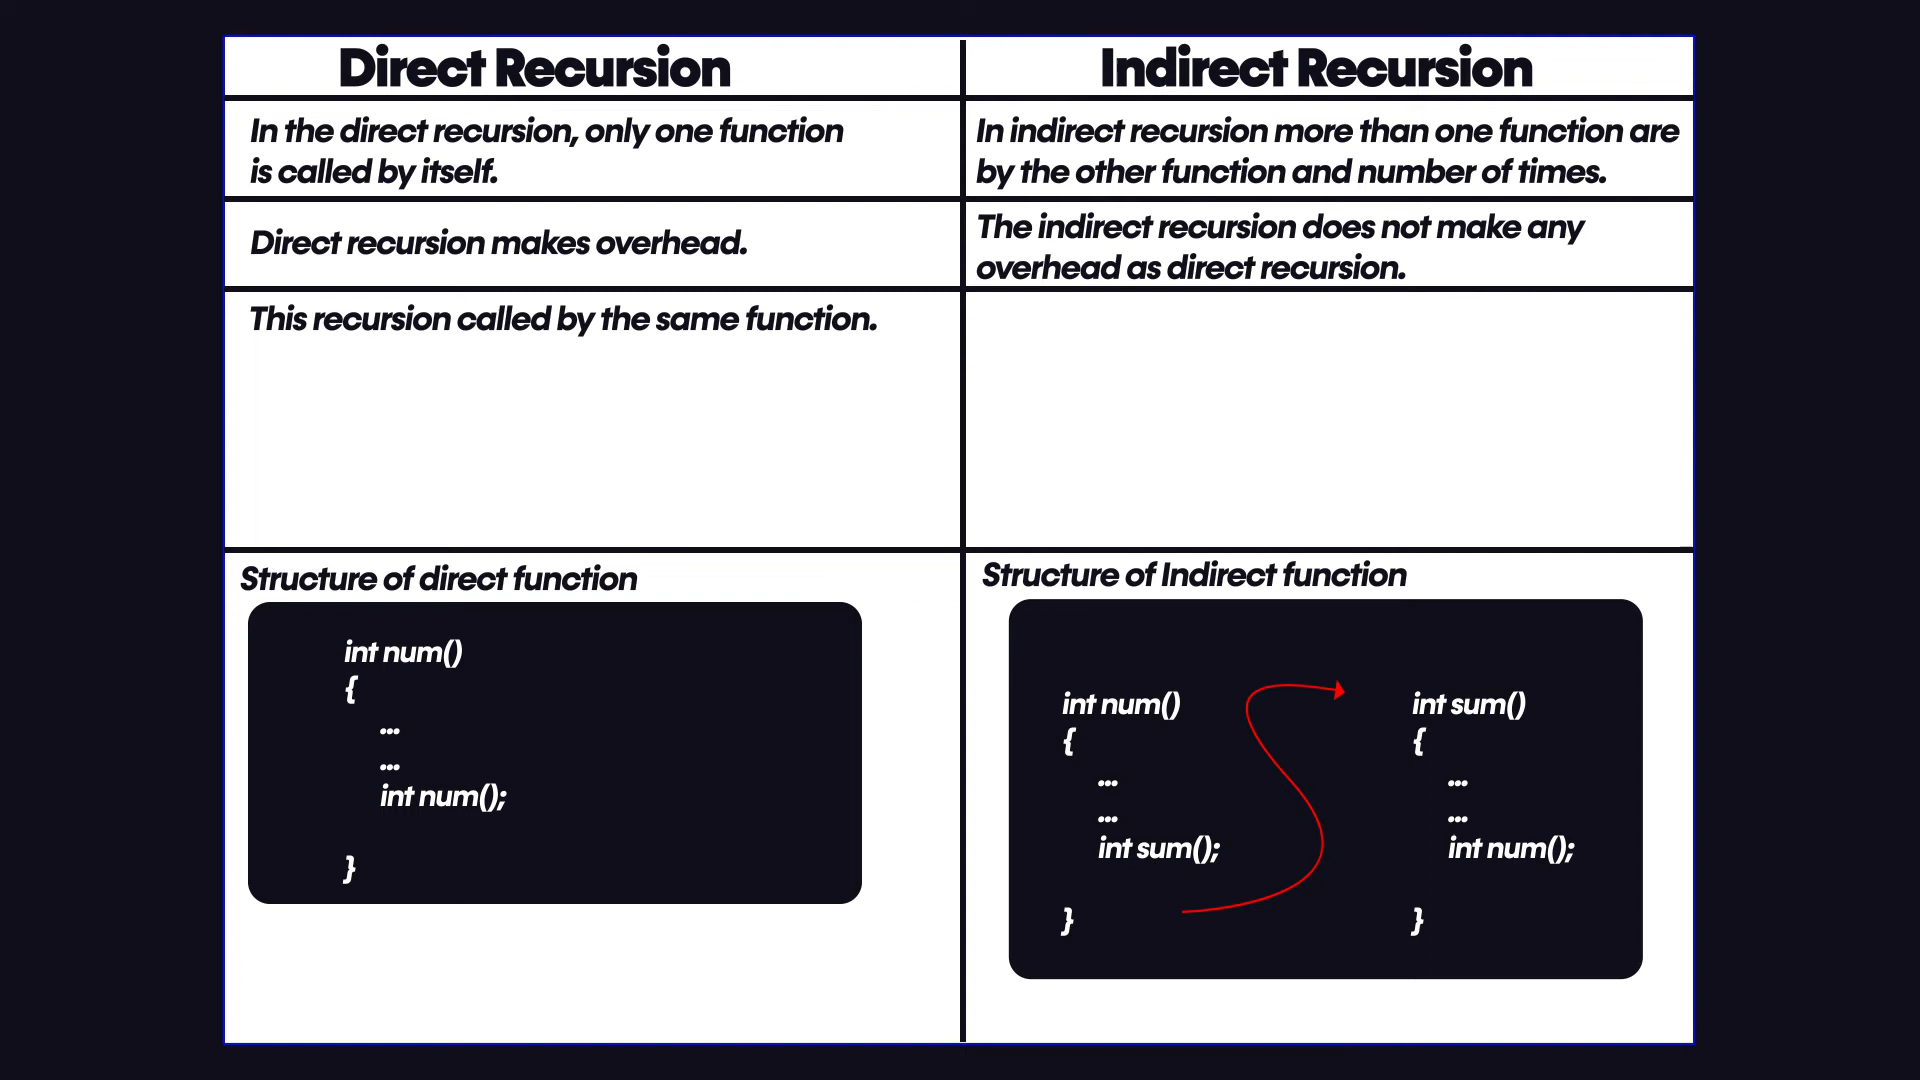 Direct Recursion
Indirect Recursion
In the direct recursion, only one function
is called by itself.
In indirect recursion more than one function are
by the other function and number of times.
Direct recursion makes overhead.
The indirect recursion does not make any
overhead as direct recursion.
This recursion called by the same function.
Structure of direct function
int num()
{
...
...
int num();
}
Structure of Indirect function
int num()
{
...
...
int sum();
}
int sum()
{
...
...
int num();
}